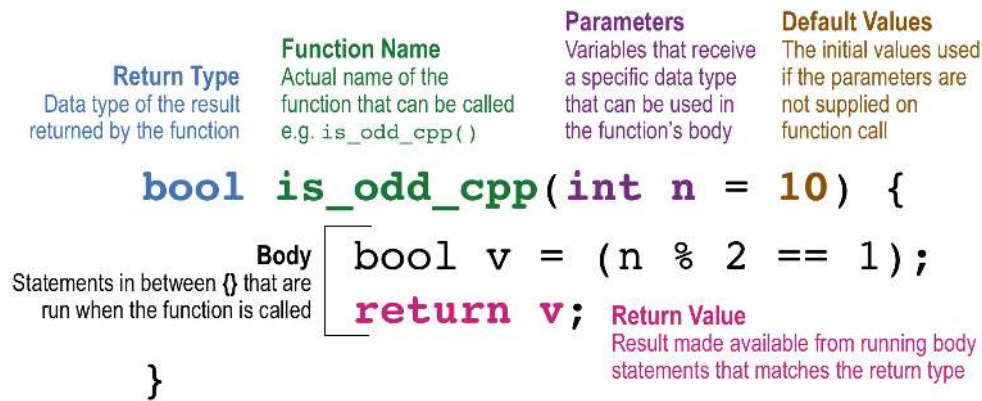 Return Type
Data type of the result
returned by the function
Function Name
Actual name of the
function that can be called
e.g. is_odd_cpp()
Parameters
Variables that receive
a specific data type
that can be used in
the function's body
Default Values
The initial values used
if the parameters are
not supplied on
function call
bool is_odd_cpp(int n = 10) {
Body
Statements in between {} that are
run when the function is called
bool v = (n % 2 == 1);
return v;
Return Value
Result made available from running body
statements that matches the return type
}